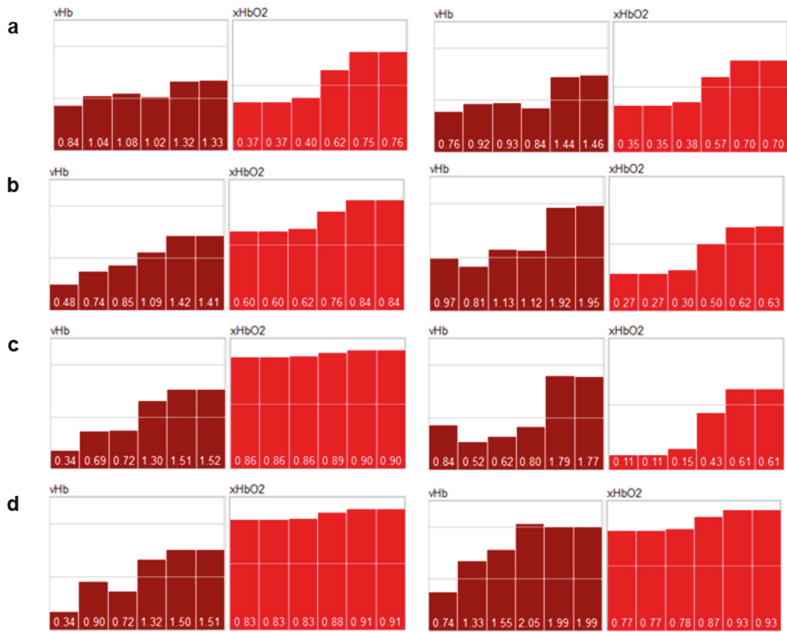 a
vHb
xHbO2
vHb
xHbO2
0.84 1.04 1.08 1.02 1.32 1.33
0.37 0.37 0.40 0.62 0.75 0.76
0.76 0.92 0.93 0.84 1.44 1.46
0.35 0.35 0.38 0.57 0.70 0.70
b
vHb
xHbO2
vHb
xHbO2
0.48 0.74 0.85 1.09 1.42 1.41
0.60 0.60 0.62 0.76 0.84 0.84
0.97 0.81 1.13 1.12 1.92 1.95
0.27 0.27 0.30 0.50 0.62 0.63
c
vHb
xHbO2
vHb
xHbO2
0.34 0.69 0.72 1.30 1.51 1.52
0.86 0.86 0.86 0.89 0.90 0.90
0.84 0.52 0.62 0.80 1.79 1.77
0.11 0.11 0.15 0.43 0.61 0.61
d
vHb
xHbO2
vHb
xHbO2
0.34 0.90 0.72 1.32 1.50 1.51
0.83 0.83 0.83 0.88 0.91 0.91
0.74 1.33 1.55 2.05 1.99 1.99
0.77 0.77 0.78 0.87 0.93 0.93